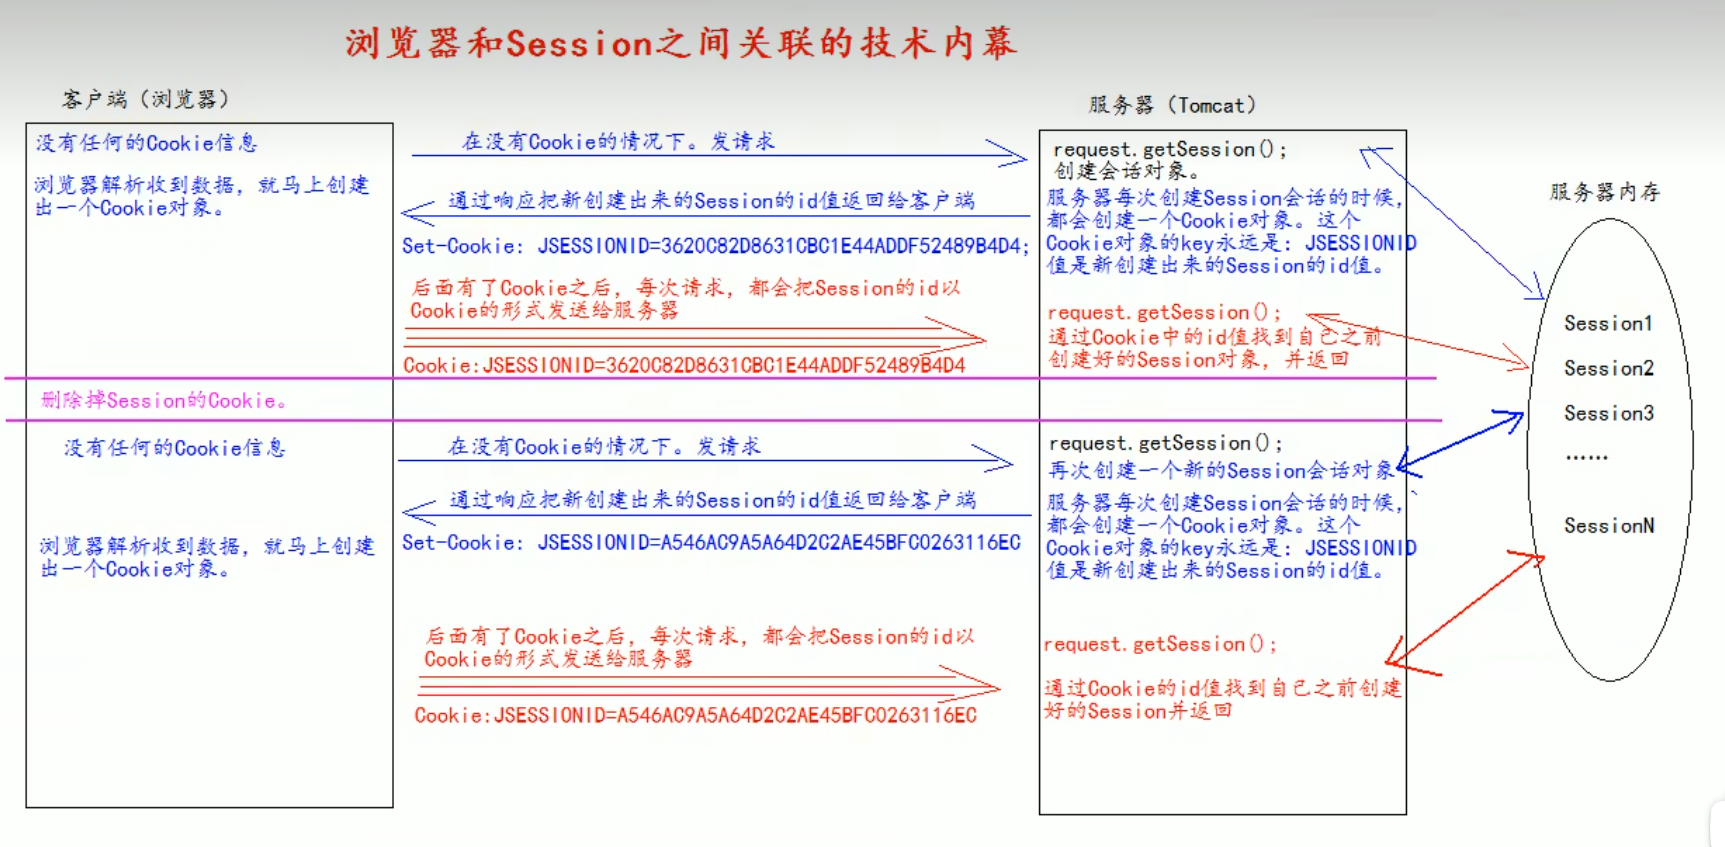 浏览器和Session之间关联的技术内幕
客户端（浏览器）
没有任何的Cookie信息
浏览器解析收到数据，就马上创建
出一个Cookie对象。
在没有Cookie的情况下。发请求
通过响应把新创建出来的Session的id值返回给客户端
Set-Cookie: JSESSIONID=3620C82D8631CBC1E44ADDF52489B4D4;
后面有了Cookie之后，每次请求，都会把Session的id以
Cookie的形式发送给服务器
Cookie:JSESSIONID=3620C82D8631CBC1E44ADDF52489B4D4
服务器（Tomcat）
request.getSession();
创建会话对象。
服务器每次创建Session会话的时候，
都会创建一个Cookie对象。这个
Cookie对象的key永远是：JSESSIONID
值是新创建出来的Session的id值。
request.getSession();
通过Cookie中的id值找到自己之前
创建好的Session对象，并返回
服务器内存
Session1
Session2
Session3
......
SessionN
删除掉Session的Cookie。
没有任何的Cookie信息
浏览器解析收到数据，就马上创建
出一个Cookie对象。
在没有Cookie的情况下。发请求
通过响应把新创建出来的Session的id值返回给客户端
Set-Cookie: JSESSIONID=A546AC9A5A64D2C2AE45BFC0263116EC
后面有了Cookie之后，每次请求，都会把Session的id以
Cookie的形式发送给服务器
Cookie:JSESSIONID=A546AC9A5A64D2C2AE45BFC0263116EC
request.getSession();
再次创建一个新的Session会话对象
服务器每次创建Session会话的时候，
都会创建一个Cookie对象。这个
Cookie对象的key永远是：JSESSIONID
值是新创建出来的Session的id值。
request.getSession();
通过Cookie的id值找到自己之前创建
好的Session并返回